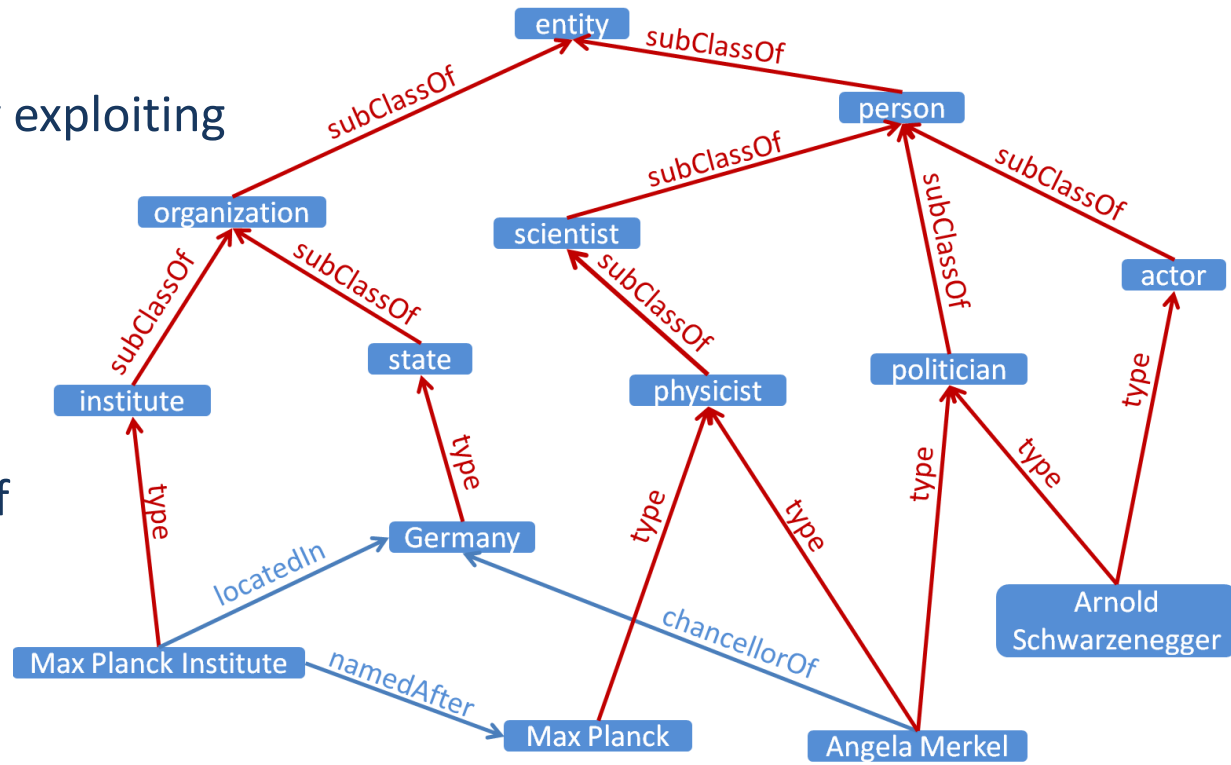 entity
subClassOf
subClassOf
exploiting
person
subClassOf
subClassOf
organization
subClassOf
scientist
actor
subClassOf
subClassOf
subClassOf
state
politician
institute
physicist
type
type
type
type
f
type
type
type
Germany
locatedIn
chancellorOf
Arnold
Schwarzenegger
Max Planck Institute
namedAfter
Max Planck
Angela Merkel